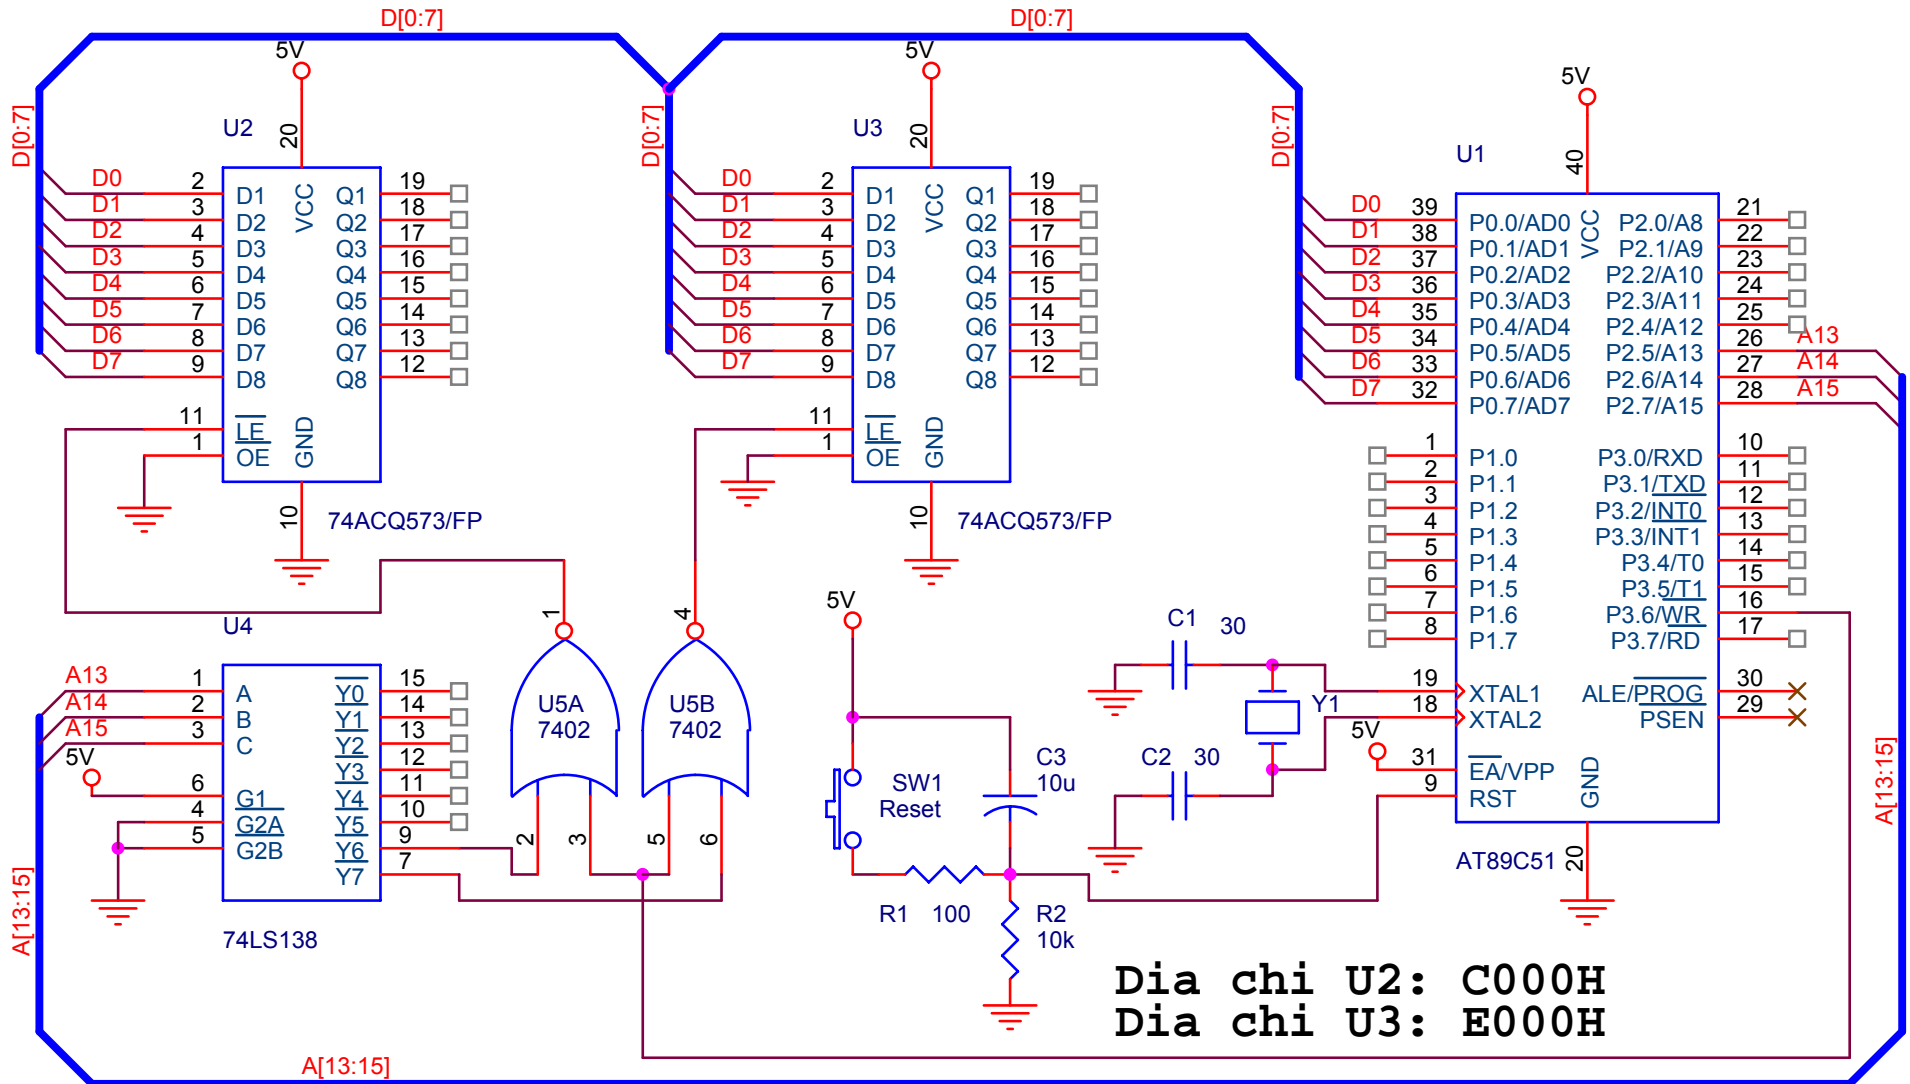 D[0:7]
D[0:7]
5V
5V
5V
D[0:7]
D[0:7]
D[0:7]
U2
20
D0 2 D1 VCC Q1 19
D1 3 D2 Q2 18
D2 4 D3 Q3 17
D3 5 D4 Q4 16
D4 6 D5 Q5 15
D5 7 D6 Q6 14
D6 8 D7 Q7 13
D7 9 D8 Q8 12
11 LE GND
1 OE
10
74ACQ573/FP
U3
20
D0 2 D1 VCC Q1 19
D1 3 D2 Q2 18
D2 4 D3 Q3 17
D3 5 D4 Q4 16
D4 6 D5 Q5 15
D5 7 D6 Q6 14
D6 8 D7 Q7 13
D7 9 D8 Q8 12
11 LE GND
1 OE
10
74ACQ573/FP
U1
40
D0 39 P0.0/AD0 VCC P2.0/A8 21
D1 38 P0.1/AD1 P2.1/A9 22
D2 37 P0.2/AD2 P2.2/A10 23
D3 36 P0.3/AD3 P2.3/A11 24
D4 35 P0.4/AD4 P2.4/A12 25
D5 34 P0.5/AD5 P2.5/A13 26 A13
D6 33 P0.6/AD6 P2.6/A14 27 A14
D7 32 P0.7/AD7 P2.7/A15 28 A15
1 P1.0 P3.0/RXD 10
2 P1.1 P3.1/TXD 11
3 P1.2 P3.2/INT0 12
4 P1.3 P3.3/INT1 13
5 P1.4 P3.4/T0 14
6 P1.5 P3.5/T1 15
7 P1.6 P3.6/WR 16
8 P1.7 P3.7/RD 17
19 XTAL1 ALE/PROG 30
18 XTAL2 PSEN 29
5V
31 EA/VPP GND
9 RST
20
AT89C51
A[13:15]
U4
A13 1 A Y0 15
A14 2 B Y1 14
A15 3 C Y2 13
5V Y3 12
6 G1 Y4 11
4 G2A Y5 10
5 G2B Y6 9
Y7 7
74LS138
A[13:15]
1
U5A
7402
2 3
4
U5B
7402
5 6
5V
SW1
Reset
C3
10u
R1 100
R2
10k
C1 30
Y1
C2 30
Dia chi U2: C000H
Dia chi U3: E000H
A[13:15]